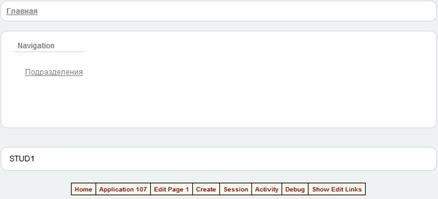 Главная
Navigation
Подразделения
STUD1
Home Application 107 Edit Page 1 Create Session Activity Debug Show Edit Links